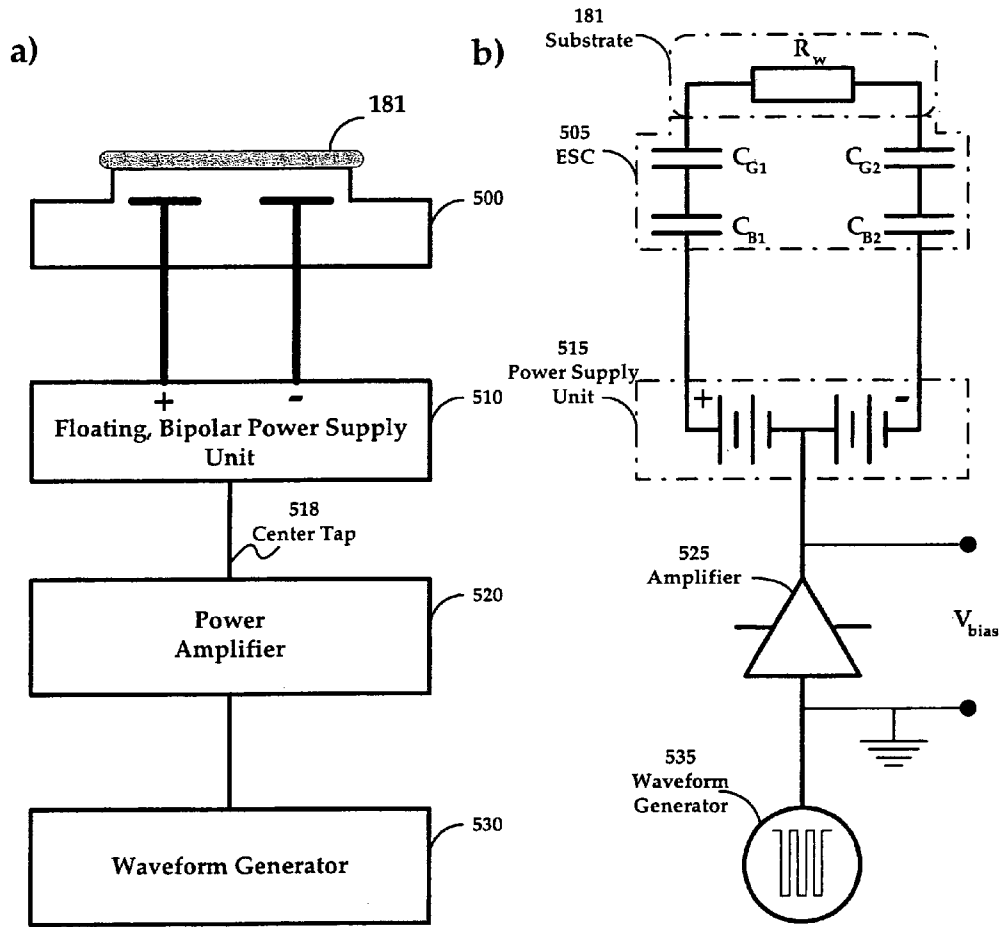 a)
181
500
+ -
510
Floating, Bipolar Power Supply
Unit
518
Center Tap
520
Power
Amplifier
530
Waveform Generator
b)
181
Substrate
R_w
505
ESC
C_G1
C_G2
C_B1
C_B2
515
Power Supply
Unit
+ -
525
Amplifier
V_bias
535
Waveform
Generator